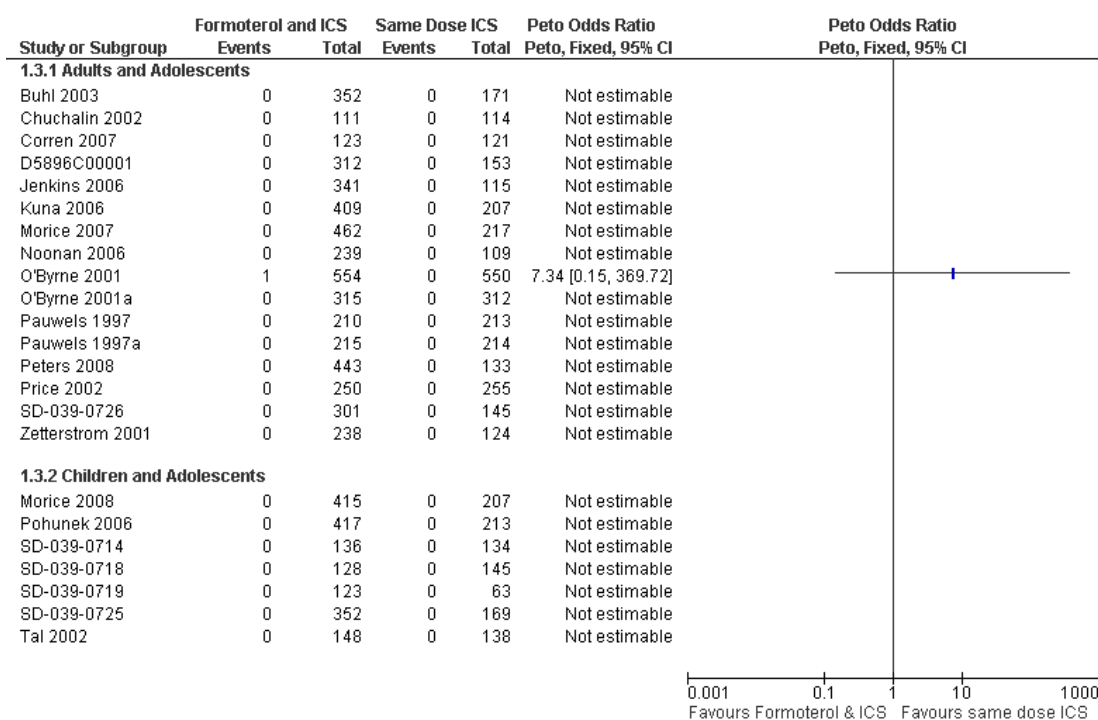 Formoterol and ICS Same Dose ICS Peto Odds Ratio Peto Odds Ratio
Study or Subgroup Events Total Events Total Peto, Fixed, 95% CI Peto, Fixed, 95% CI
1.3.1 Adults and Adolescents
Buhl 2003 0 352 0 171 Not estimable
Chuchalin 2002 0 111 0 114 Not estimable
Corren 2007 0 123 0 121 Not estimable
D5896C00001 0 312 0 153 Not estimable
Jenkins 2006 0 341 0 115 Not estimable
Kuna 2006 0 409 0 207 Not estimable
Morice 2007 0 462 0 217 Not estimable
Noonan 2006 0 239 0 109 Not estimable
O'Byrne 2001 1 554 0 550 7.34 [0.15, 369.72]
O'Byrne 2001a 0 315 0 312 Not estimable
Pauwels 1997 0 210 0 213 Not estimable
Pauwels 1997a 0 215 0 214 Not estimable
Peters 2008 0 443 0 133 Not estimable
Price 2002 0 250 0 255 Not estimable
SD-039-0726 0 301 0 145 Not estimable
Zetterstrom 2001 0 238 0 124 Not estimable
1.3.2 Children and Adolescents
Morice 2008 0 415 0 207 Not estimable
Pohunek 2006 0 417 0 213 Not estimable
SD-039-0714 0 136 0 134 Not estimable
SD-039-0718 0 128 0 145 Not estimable
SD-039-0719 0 123 0 63 Not estimable
SD-039-0725 0 352 0 169 Not estimable
Tal 2002 0 148 0 138 Not estimable
0.001 0.1 1 10 1000
Favours Formoterol & ICS Favours same dose ICS